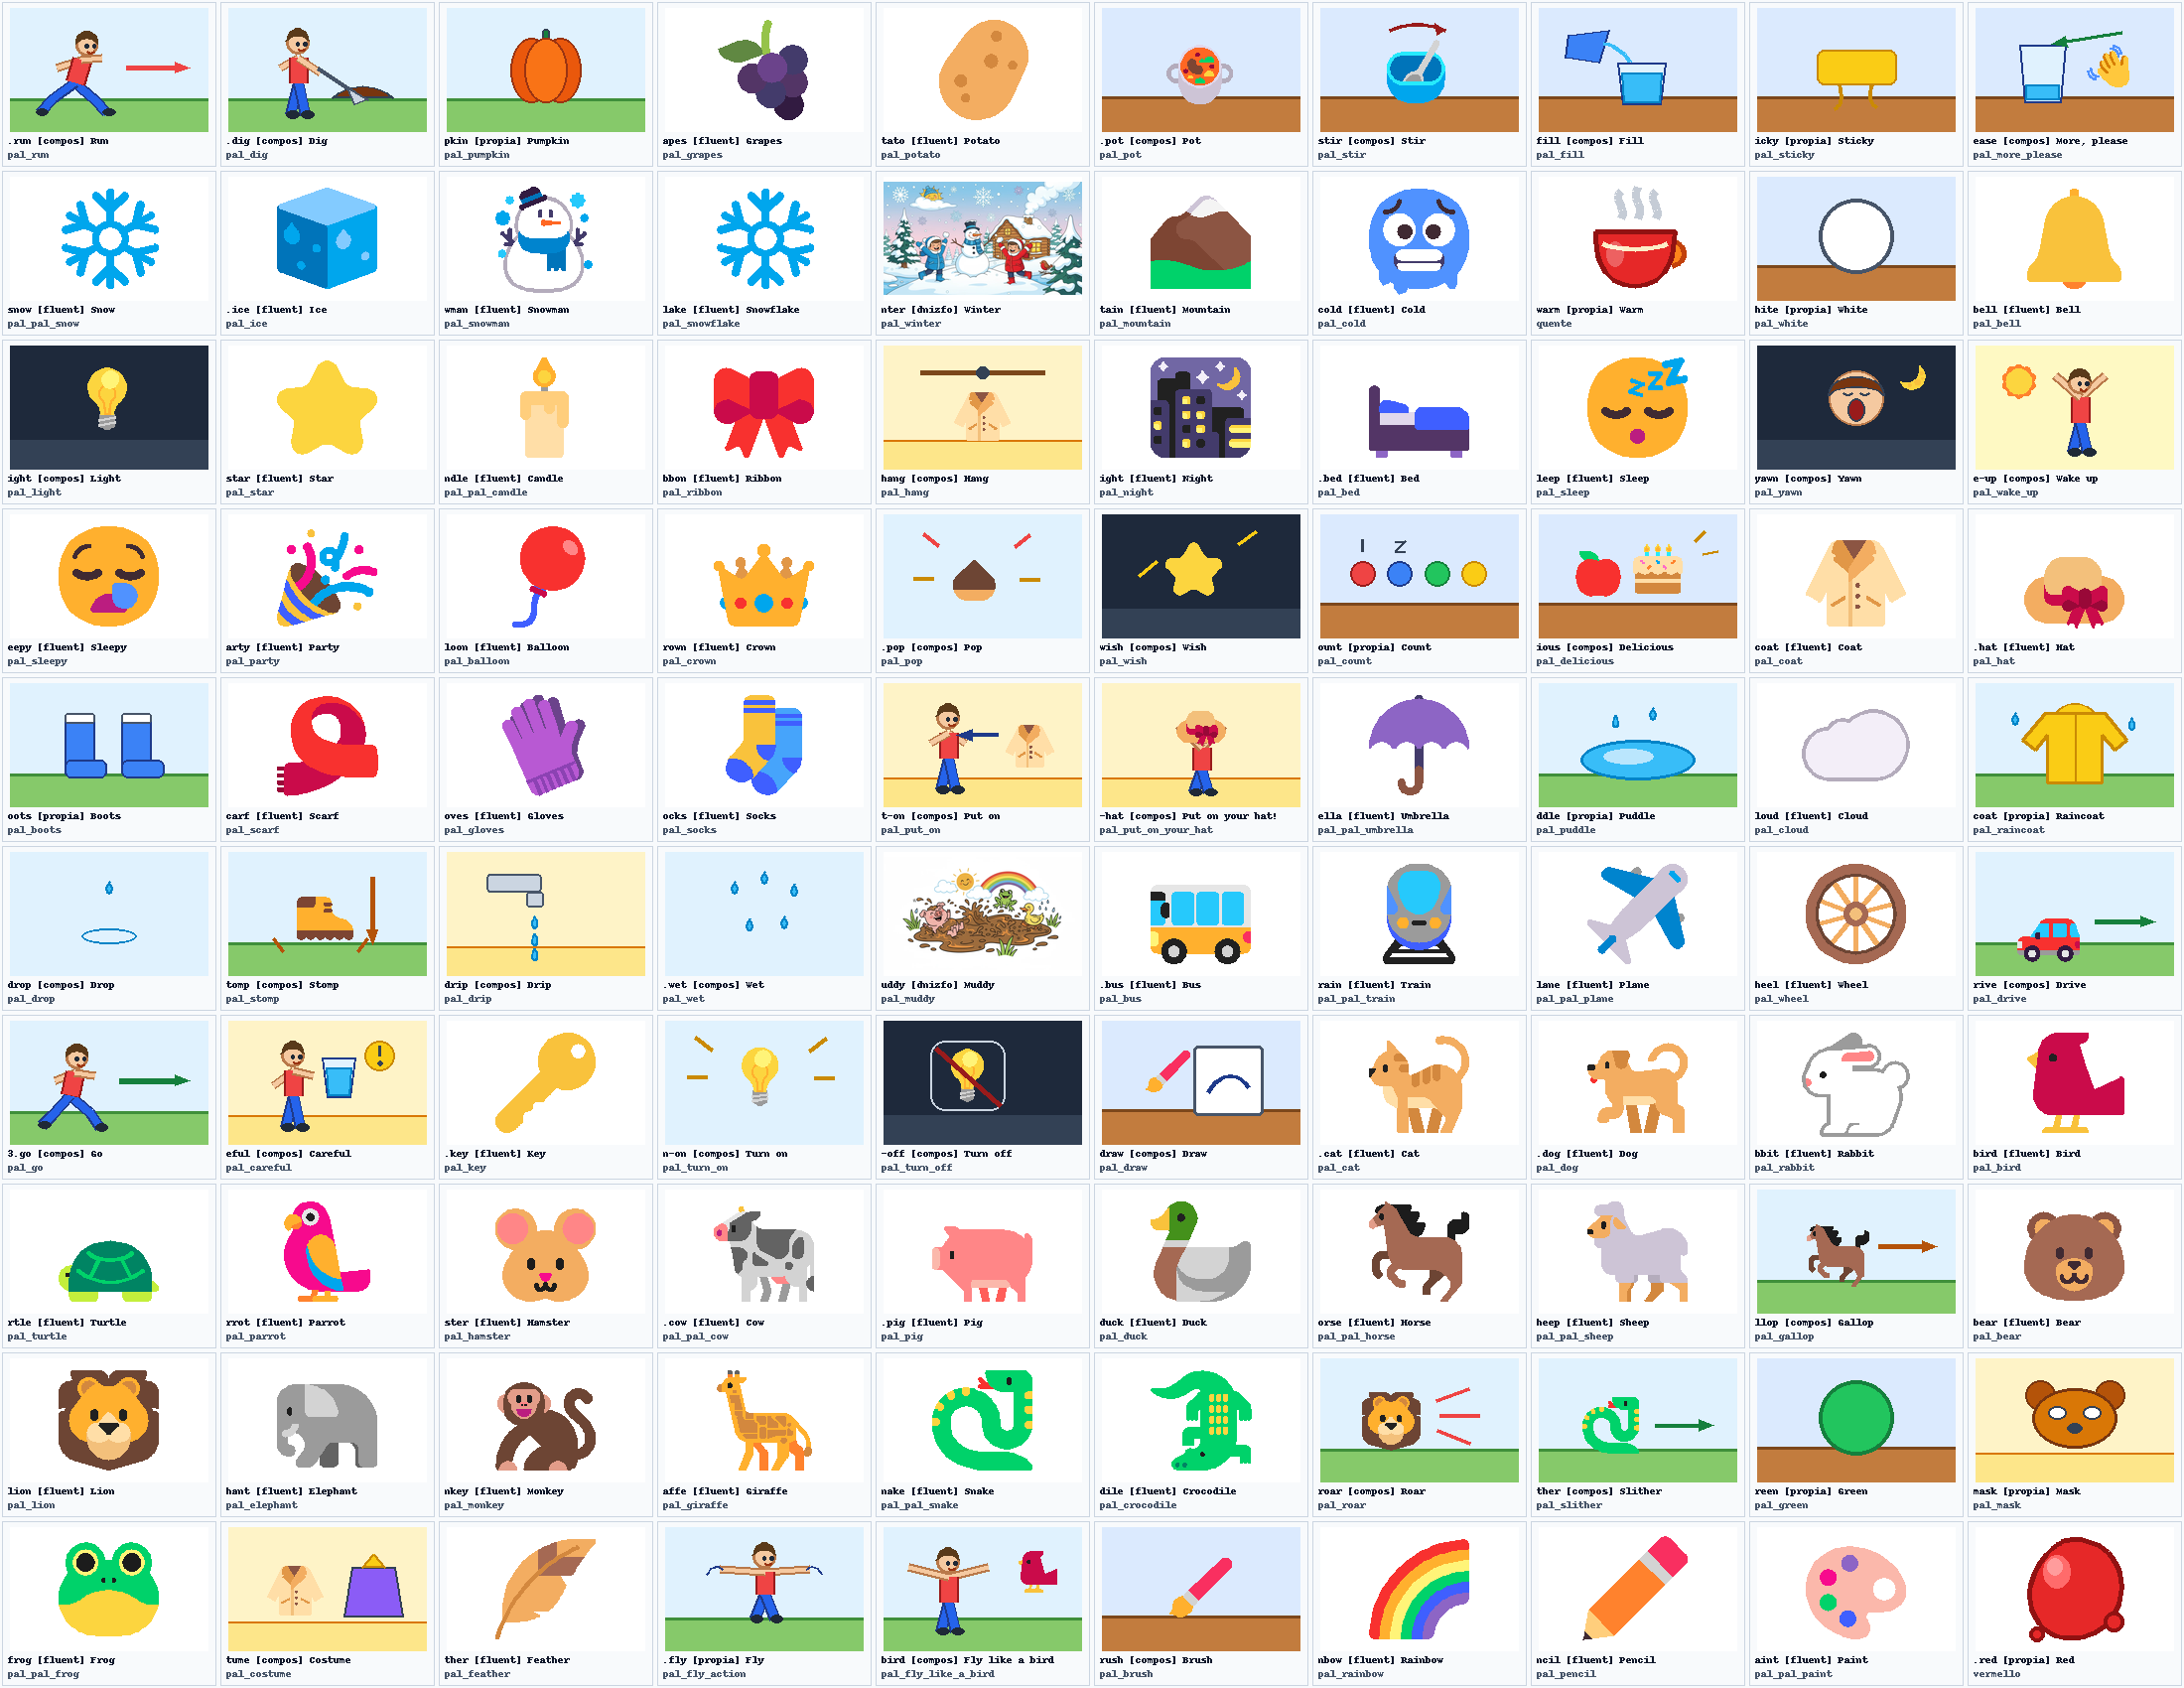 .run [compos] Run
pal_run
.dig [compos] Dig
pal_dig
pkin [propia] Pumpkin
pal_pumpkin
apes [fluent] Grapes
pal_grapes
tato [fluent] Potato
pal_potato
.pot [compos] Pot
pal_pot
stir [compos] Stir
pal_stir
fill [compos] Fill
pal_fill
icky [propia] Sticky
pal_sticky
ease [compos] More, please
pal_more_please
snow [fluent] Snow
pal_pal_snow
.ice [fluent] Ice
pal_ice
wman [fluent] Snowman
pal_snowman
lake [fluent] Snowflake
pal_snowflake
nter [dnizfo] Winter
pal_winter
tain [fluent] Mountain
pal_mountain
cold [fluent] Cold
pal_cold
warm [propia] Warm
quente
hite [propia] White
pal_white
bell [fluent] Bell
pal_bell
ight [compos] Light
pal_light
star [fluent] Star
pal_star
ndle [fluent] Candle
pal_pal_candle
bbon [fluent] Ribbon
pal_ribbon
hang [compos] Hang
pal_hang
ight [fluent] Night
pal_night
.bed [fluent] Bed
pal_bed
zzz
leep [fluent] Sleep
pal_sleep
yawn [compos] Yawn
pal_yawn
e-up [compos] Wake up
pal_wake_up
eepy [fluent] Sleepy
pal_sleepy
arty [fluent] Party
pal_party
loon [fluent] Balloon
pal_balloon
rown [fluent] Crown
pal_crown
.pop [compos] Pop
pal_pop
wish [compos] Wish
pal_wish
ount [propia] Count
pal_count
ious [compos] Delicious
pal_delicious
coat [fluent] Coat
pal_coat
.hat [fluent] Hat
pal_hat
oots [propia] Boots
pal_boots
carf [fluent] Scarf
pal_scarf
oves [fluent] Gloves
pal_gloves
ocks [fluent] Socks
pal_socks
t-on [compos] Put on
pal_put_on
-hat [compos] Put on your hat!
pal_put_on_your_hat
ella [fluent] Umbrella
pal_pal_umbrella
ddle [propia] Puddle
pal_puddle
loud [fluent] Cloud
pal_cloud
coat [propia] Raincoat
pal_raincoat
drop [compos] Drop
pal_drop
tomp [compos] Stomp
pal_stomp
drip [compos] Drip
pal_drip
.wet [compos] Wet
pal_wet
uddy [dnizfo] Muddy
pal_muddy
.bus [fluent] Bus
pal_bus
rain [fluent] Train
pal_pal_train
lane [fluent] Plane
pal_pal_plane
heel [fluent] Wheel
pal_wheel
rive [compos] Drive
pal_drive
3.go [compos] Go
pal_go
!
eful [compos] Careful
pal_careful
.key [fluent] Key
pal_key
n-on [compos] Turn on
pal_turn_on
-off [compos] Turn off
pal_turn_off
draw [compos] Draw
pal_draw
.cat [fluent] Cat
pal_cat
.dog [fluent] Dog
pal_dog
bbit [fluent] Rabbit
pal_rabbit
bird [fluent] Bird
pal_bird
rtle [fluent] Turtle
pal_turtle
rrot [fluent] Parrot
pal_parrot
ster [fluent] Hamster
pal_hamster
.cow [fluent] Cow
pal_pal_cow
.pig [fluent] Pig
pal_pig
duck [fluent] Duck
pal_duck
orse [fluent] Horse
pal_pal_horse
heep [fluent] Sheep
pal_pal_sheep
llop [compos] Gallop
pal_gallop
bear [fluent] Bear
pal_bear
lion [fluent] Lion
pal_lion
hant [fluent] Elephant
pal_elephant
nkey [fluent] Monkey
pal_monkey
affe [fluent] Giraffe
pal_giraffe
nake [fluent] Snake
pal_pal_snake
dile [fluent] Crocodile
pal_crocodile
roar [compos] Roar
pal_roar
ther [compos] Slither
pal_slither
reen [propia] Green
pal_green
mask [propia] Mask
pal_mask
frog [fluent] Frog
pal_pal_frog
tume [compos] Costume
pal_costume
ther [fluent] Feather
pal_feather
.fly [propia] Fly
pal_fly_action
bird [compos] Fly like a bird
pal_fly_like_a_bird
rush [compos] Brush
pal_brush
nbow [fluent] Rainbow
pal_rainbow
ncil [fluent] Pencil
pal_pencil
aint [fluent] Paint
pal_pal_paint
.red [propia] Red
vermello